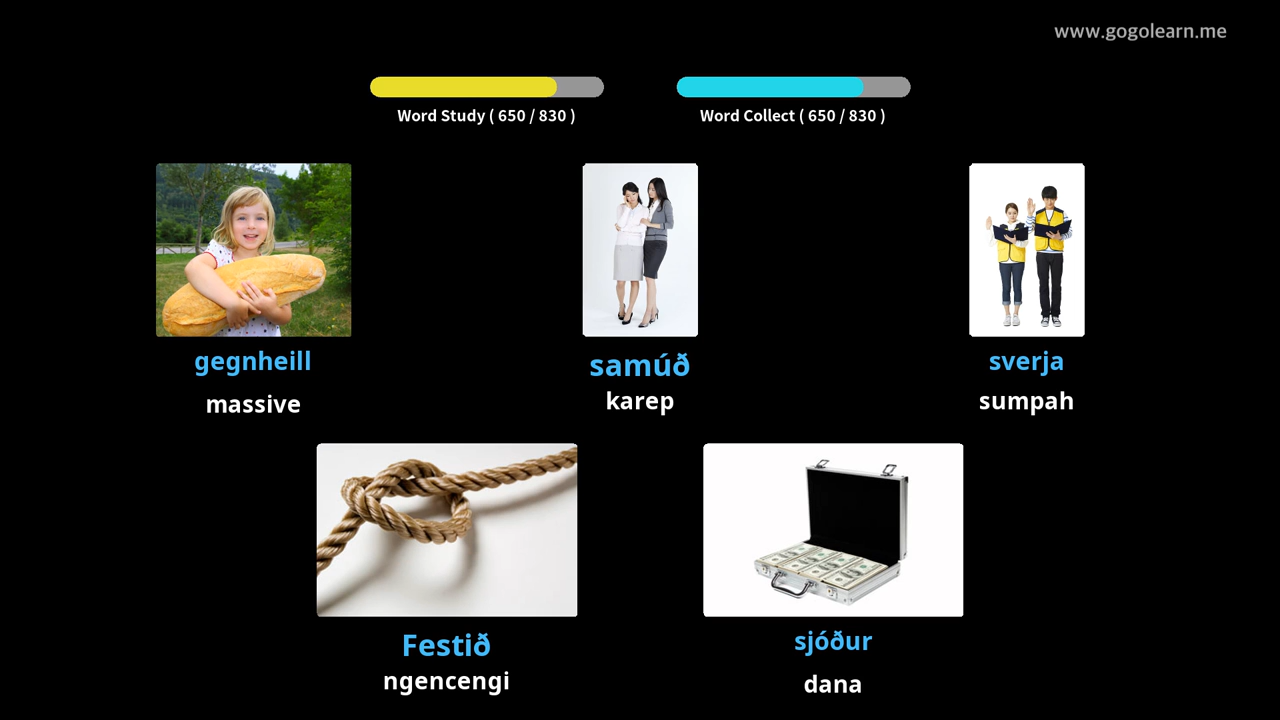 www.gogolearn.me
Word Study ( 650 / 830 )
Word Collect ( 650 / 830 )
gegnheill
massive
samúð
karep
sverja
sumpah
Festið
ngencengi
sjóður
dana